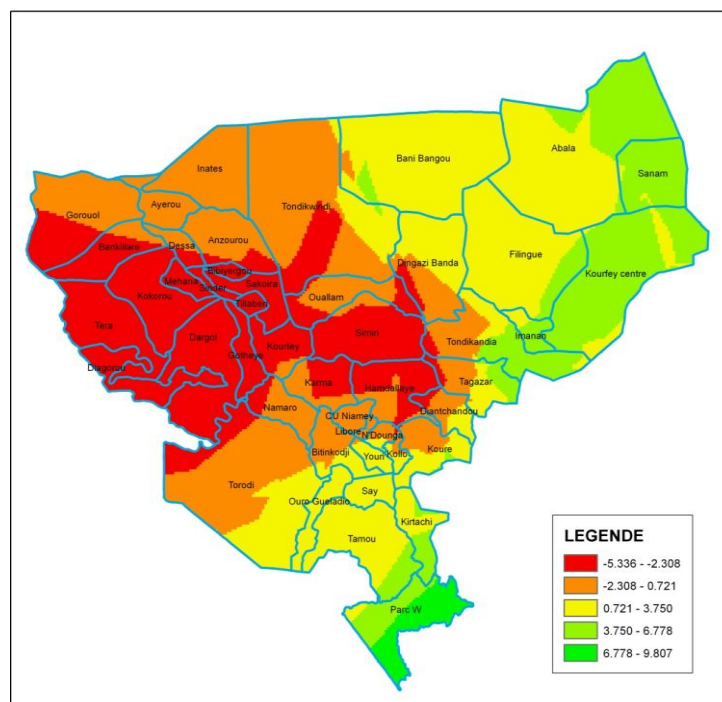 Abala
Bani Bangou
Inates
Sanam
Ayerou
Tondikwindi
Gorouol
Anzourou
Dessa
Bankilare
Filingue
Dingazi Banda
Kourfey centre
Bibiyergou
Mehana
Sakoira
Sinder
Kokorou
Tillaberi
Ouallam
Tera
Dargol
Simiri
Imanan
Gotheye
Kourtey
Tondikandia
Diagorou
Karma
Hamdallaye
Tagazar
Namaro
CU Niamey
Diantchandou
Libore
N'Dounga
Bitinkodji
Youri
Kollo
Koure
Torodi
Ouro Gueladio
Say
Kirtachi
Tamou
Parc W
LEGENDE
-5.336 - -2.308
-2.308 - 0.721
0.721 - 3.750
3.750 - 6.778
6.778 - 9.807